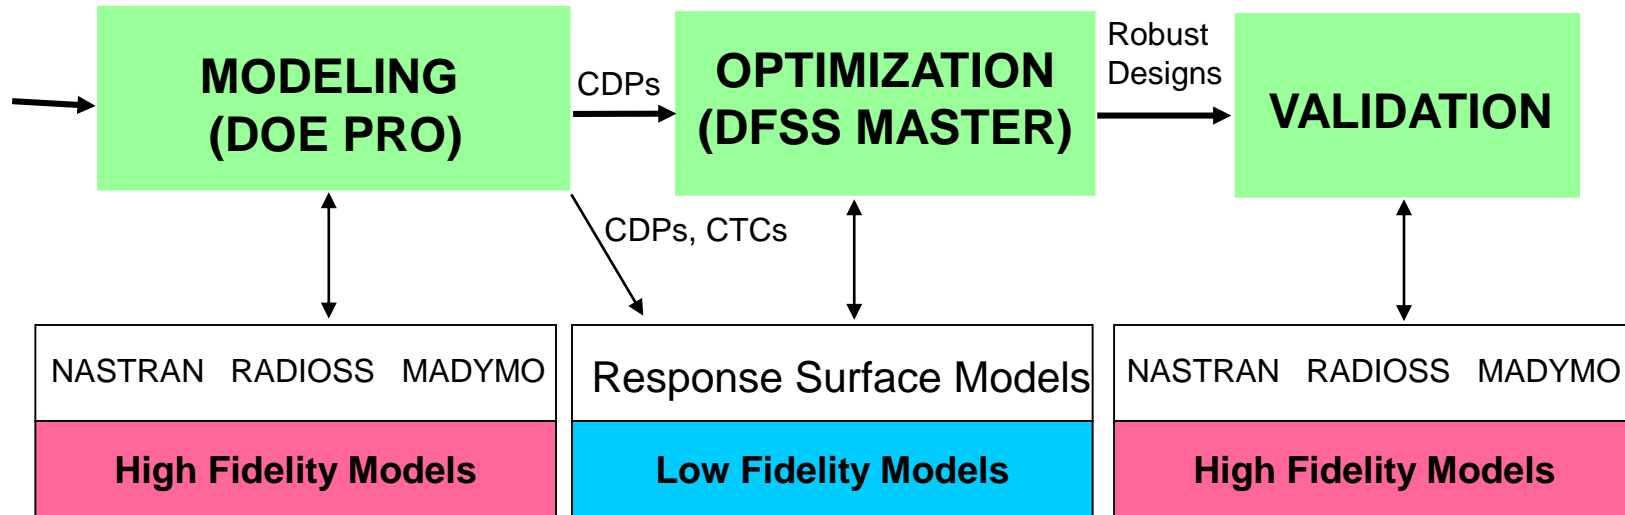 MODELING
(DOE PRO)
CDPs
OPTIMIZATION
(DFSS MASTER)
Robust
Designs
VALIDATION
CDPs, CTCs
NASTRAN RADIOSS MADYMO
High Fidelity Models
Response Surface Models
Low Fidelity Models
NASTRAN RADIOSS MADYMO
High Fidelity Models